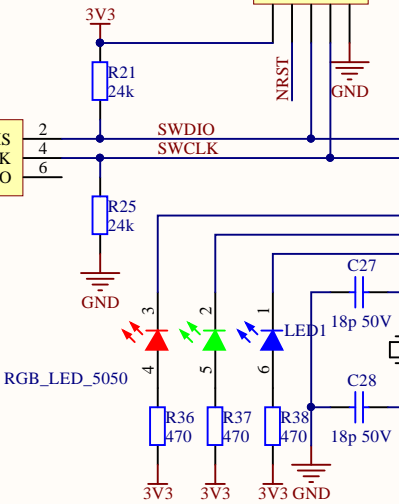 3V3
R21
24k
NRST
GND
IS
2
SWDIO
K
4
SWCLK
O
6
R25
24k
GND
C27
18p 50V
3
2
1
LED1
RGB_LED_5050
4
5
6
C28
18p 50V
R36
470
R37
470
R38
470
3V3
3V3
3V3
GND